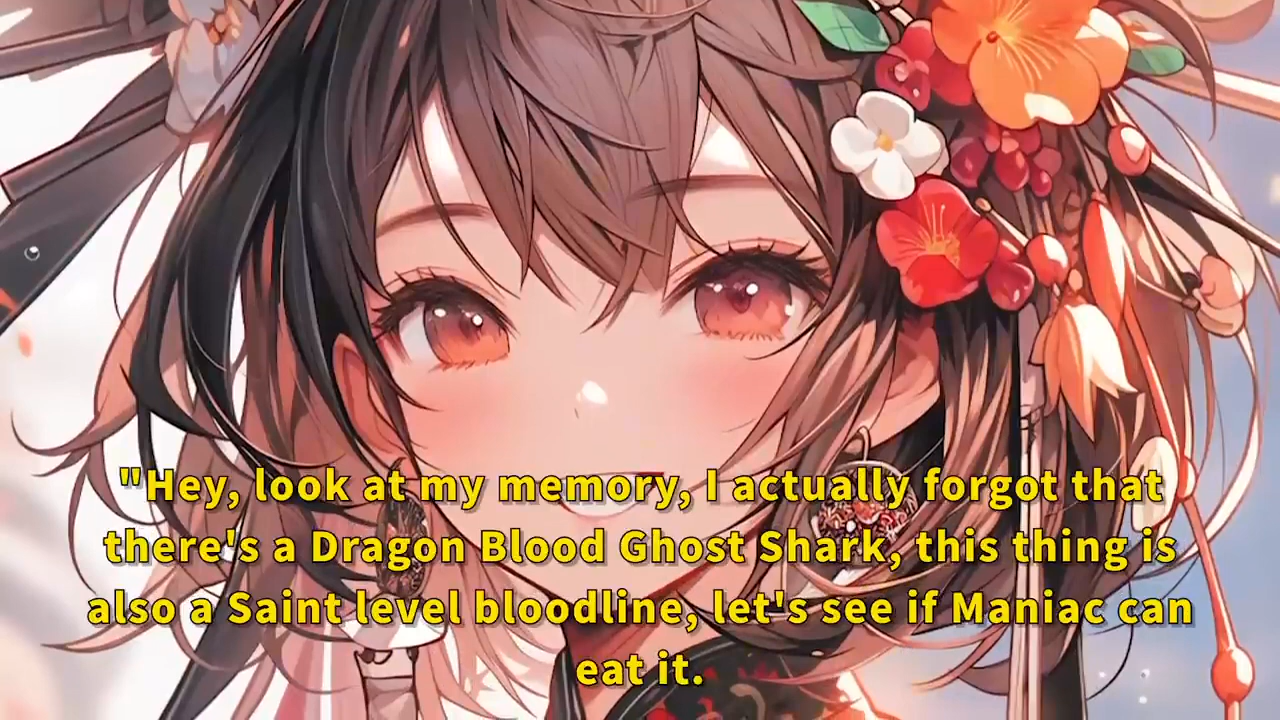 "Hey, look at my memory, I actually forgot that
there's a Dragon Blood Ghost Shark, this thing is
also a Saint level bloodline, let's see if Maniac can
eat it.